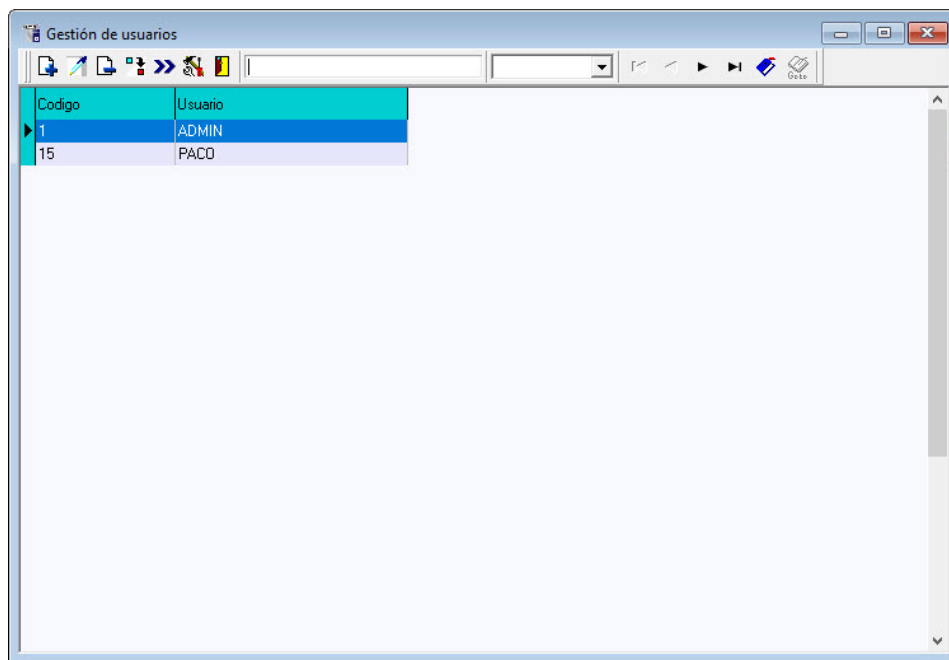 Gestión de usuarios
Goto
Codigo Usuario
1 ADMIN
15 PACO